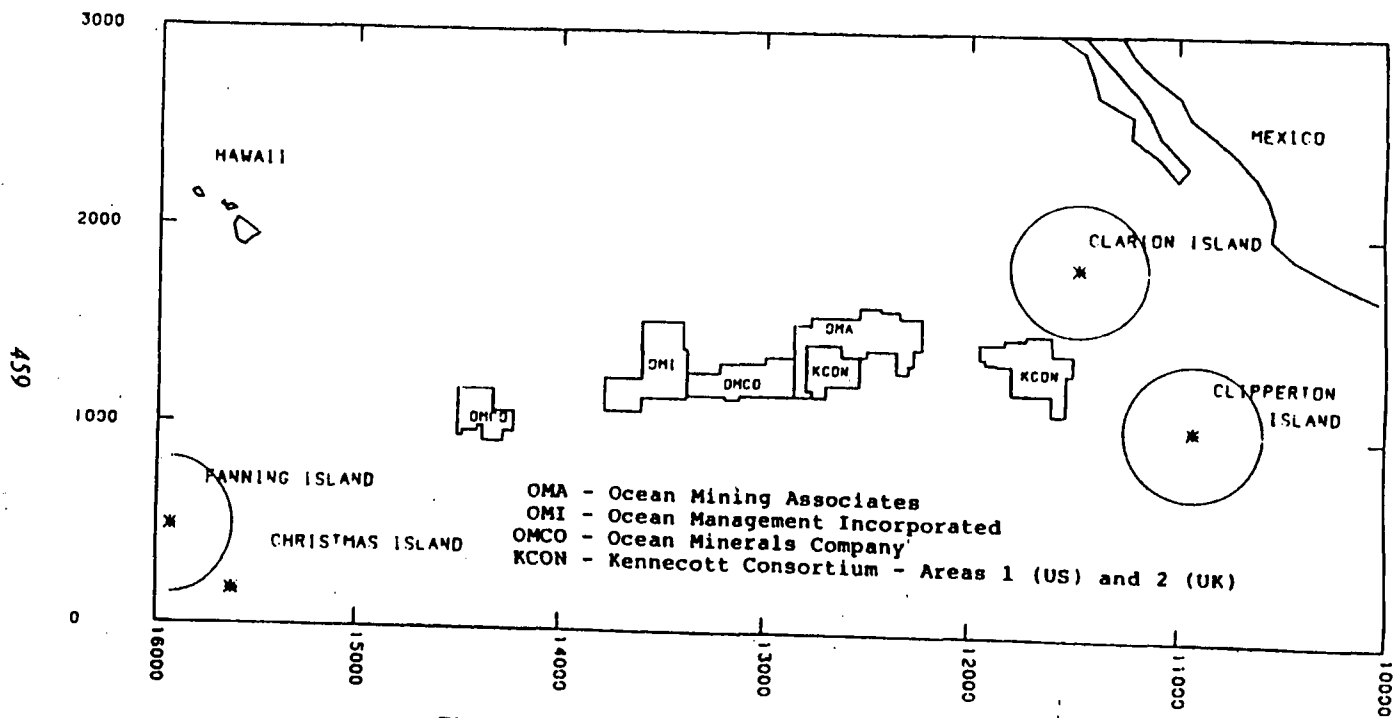 3000
HAWAII
MEXICO
2000
CLARION ISLAND
OMA
OMI
KCON
OMCO
KCON
459
CLIPPERTON
ISLAND
1000
OMCO
FANNING ISLAND
OMA - Ocean Mining Associates
OMI - Ocean Management Incorporated
CHRISTMAS ISLAND
OMCO - Ocean Minerals Company
KCON - Kennecott Consortium - Areas 1 (US) and 2 (UK)
0
16000
15000
14000
13000
12000
11000
10000